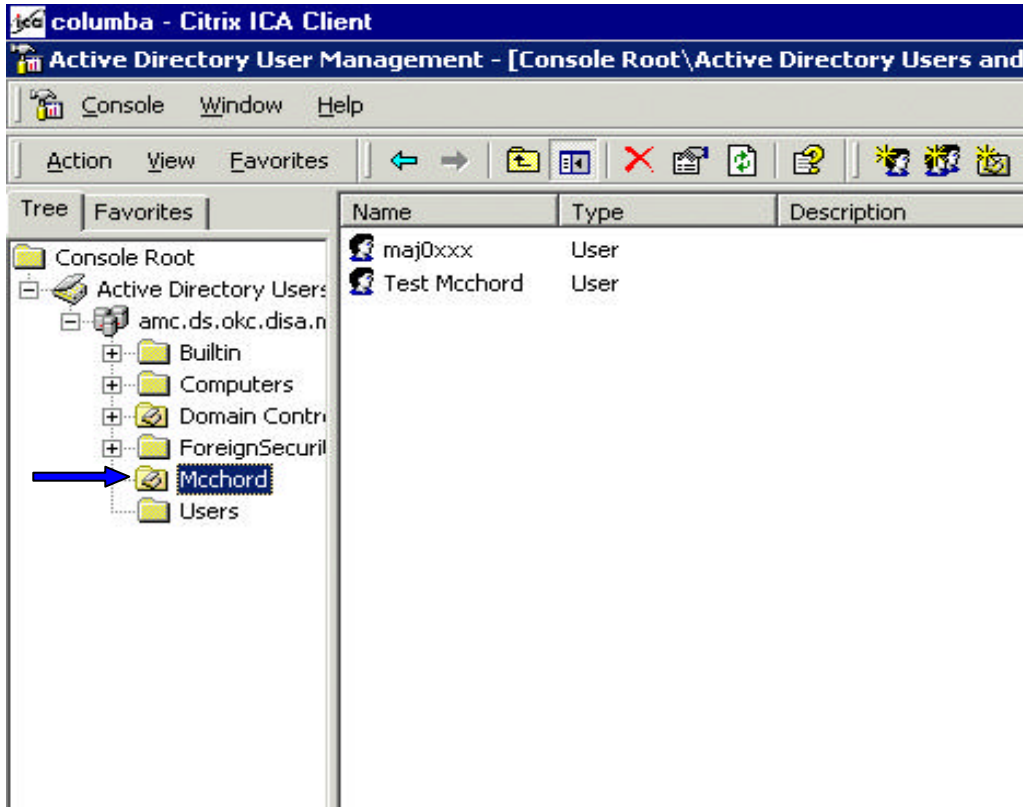 columba - Citrix ICA Client
Active Directory User Management - [Console Root\Active Directory Users and
Console Window Help
Action View Favorites
Tree Favorites
Name Type Description
Console Root
Active Directory Users
amc.ds.okc.disa.n
Builtin
Computers
Domain Contr
ForeignSecurit
Mcchord
Users
maj0xxx User
Test Mcchord User